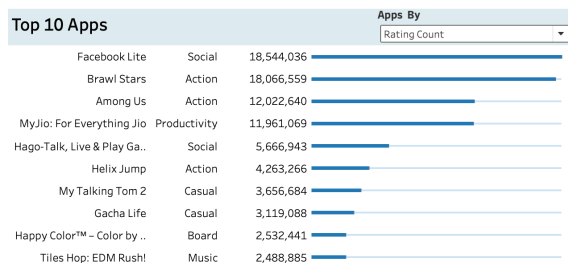 Top 10 Apps
Apps By
Rating Count
Facebook Lite Social 18,544,036
Brawl Stars Action 18,066,559
Among Us Action 12,022,640
MyJio: For Everything Jio Productivity 11,961,069
Hago-Talk, Live & Play Ga.. Social 5,666,943
Helix Jump Action 4,263,266
My Talking Tom 2 Casual 3,656,684
Gacha Life Casual 3,119,088
Happy Color™ – Color by .. Board 2,532,441
Tiles Hop: EDM Rush! Music 2,488,885